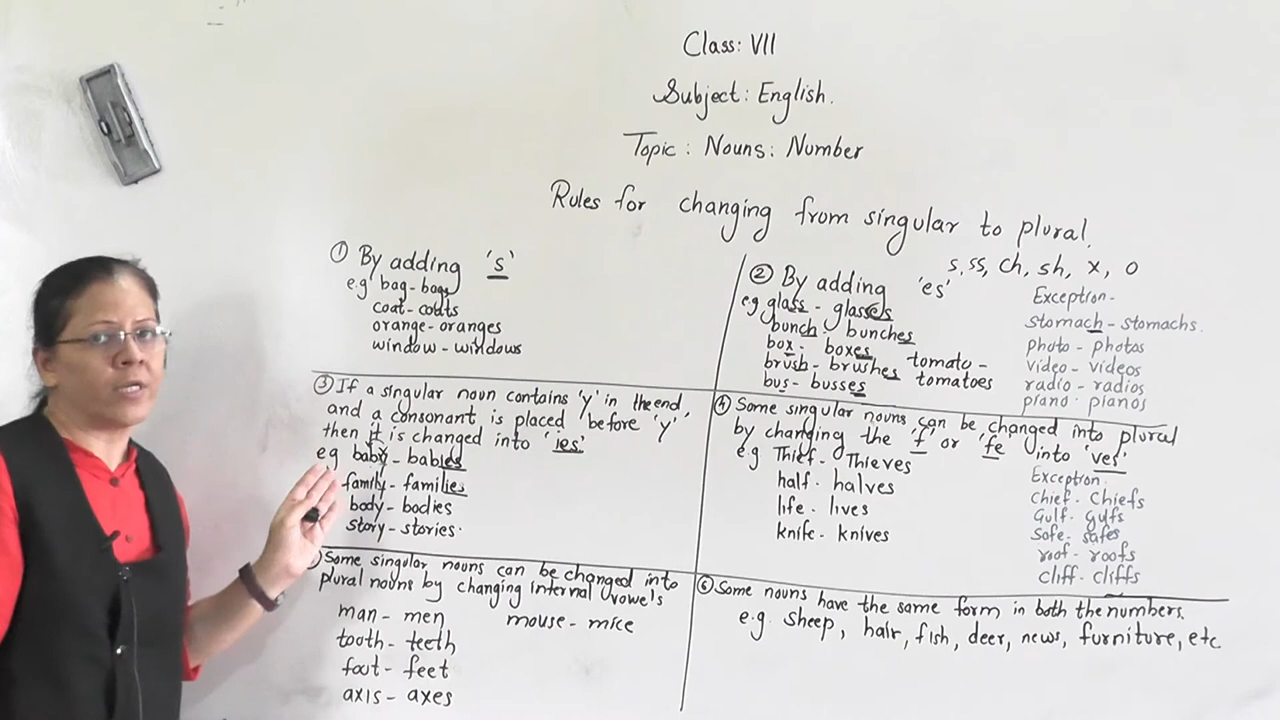 Class: VII
Subject: English.
Topic: Nouns: Number
Rules for changing from singular to plural.
① By adding 's'
e.g bag - bags
coat - coats
orange - oranges
window - windows
② By adding 'es' s, ss, ch, sh, x, o
eg glass - glasses
bunch - bunches
box - boxes
brush - brushes
bus - busses
tomato - tomatoes
Exception -
stomach - stomachs.
photo - photos
video - videos
radio - radios
piano - pianos
③ If a singular noun contains 'y' in the end,
and a consonant is placed before 'y'
then it is changed into 'ies'
eg baby - babies
family - families
body - bodies
story - stories.
④ Some singular nouns can be changed into plural
by changing the 'f' or 'fe' into 'ves'
e g Thief - Thieves
half - halves
life - lives
knife - knives
Exception
chief - chiefs
Gulf - gulfs
Safe - safes
roof - roofs
cliff - cliffs
Some singular nouns can be changed into
plural nouns by changing internal vowels
man - men
tooth - teeth
foot - feet
axis - axes
mouse - mice
⑥ Some nouns have the same form in both the numbers.
e.g. sheep, hair, fish, deer, news, furniture, etc